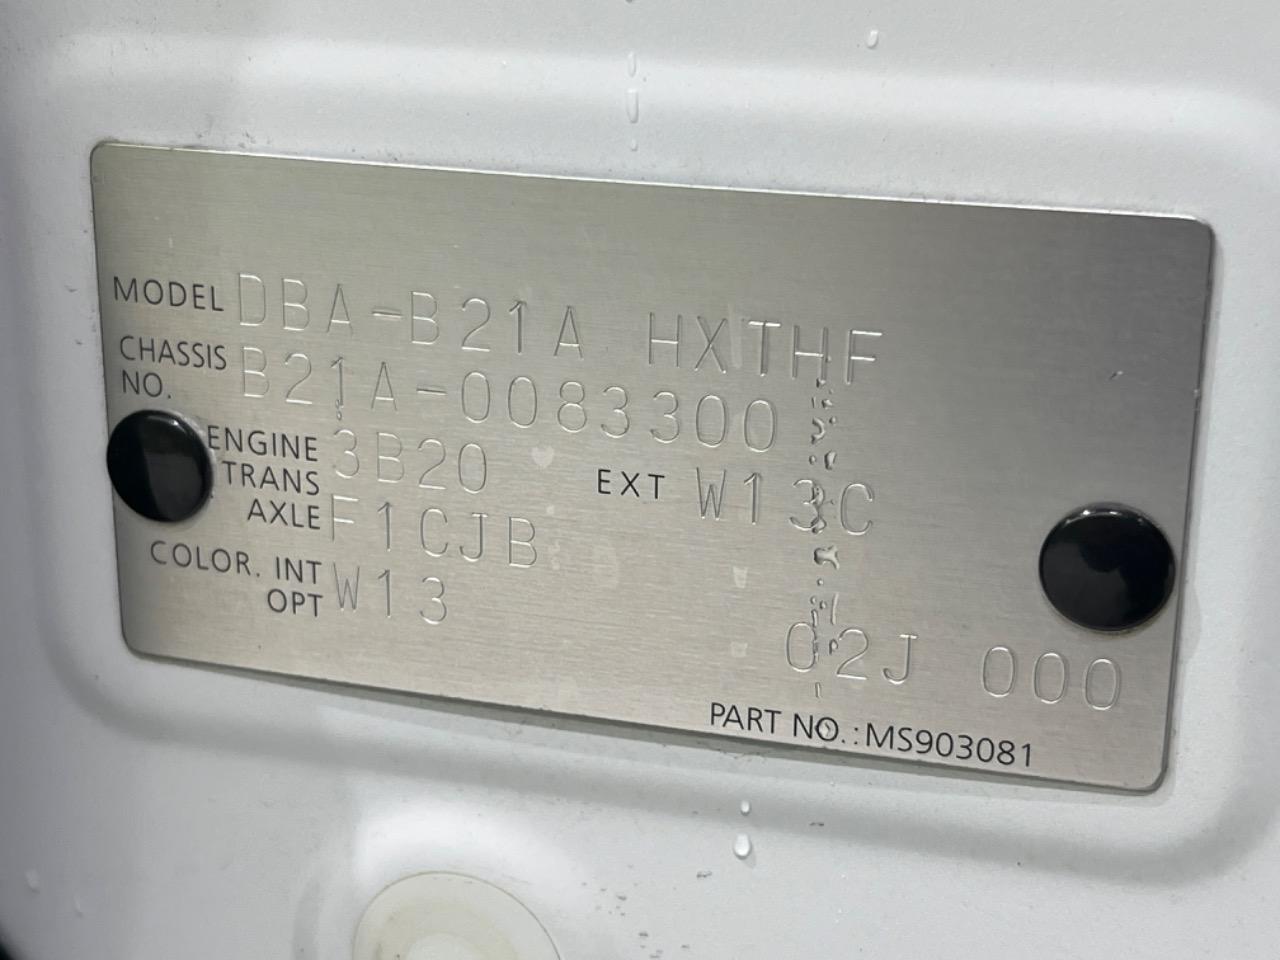 MODEL DBA-B21A HXTHF
CHASSIS NO. B21A-0083300
ENGINE 3B20
TRANS AXLE F1CJB
EXT W13C
COLOR. INT OPT W13
02J 000
PART NO.:MS903081